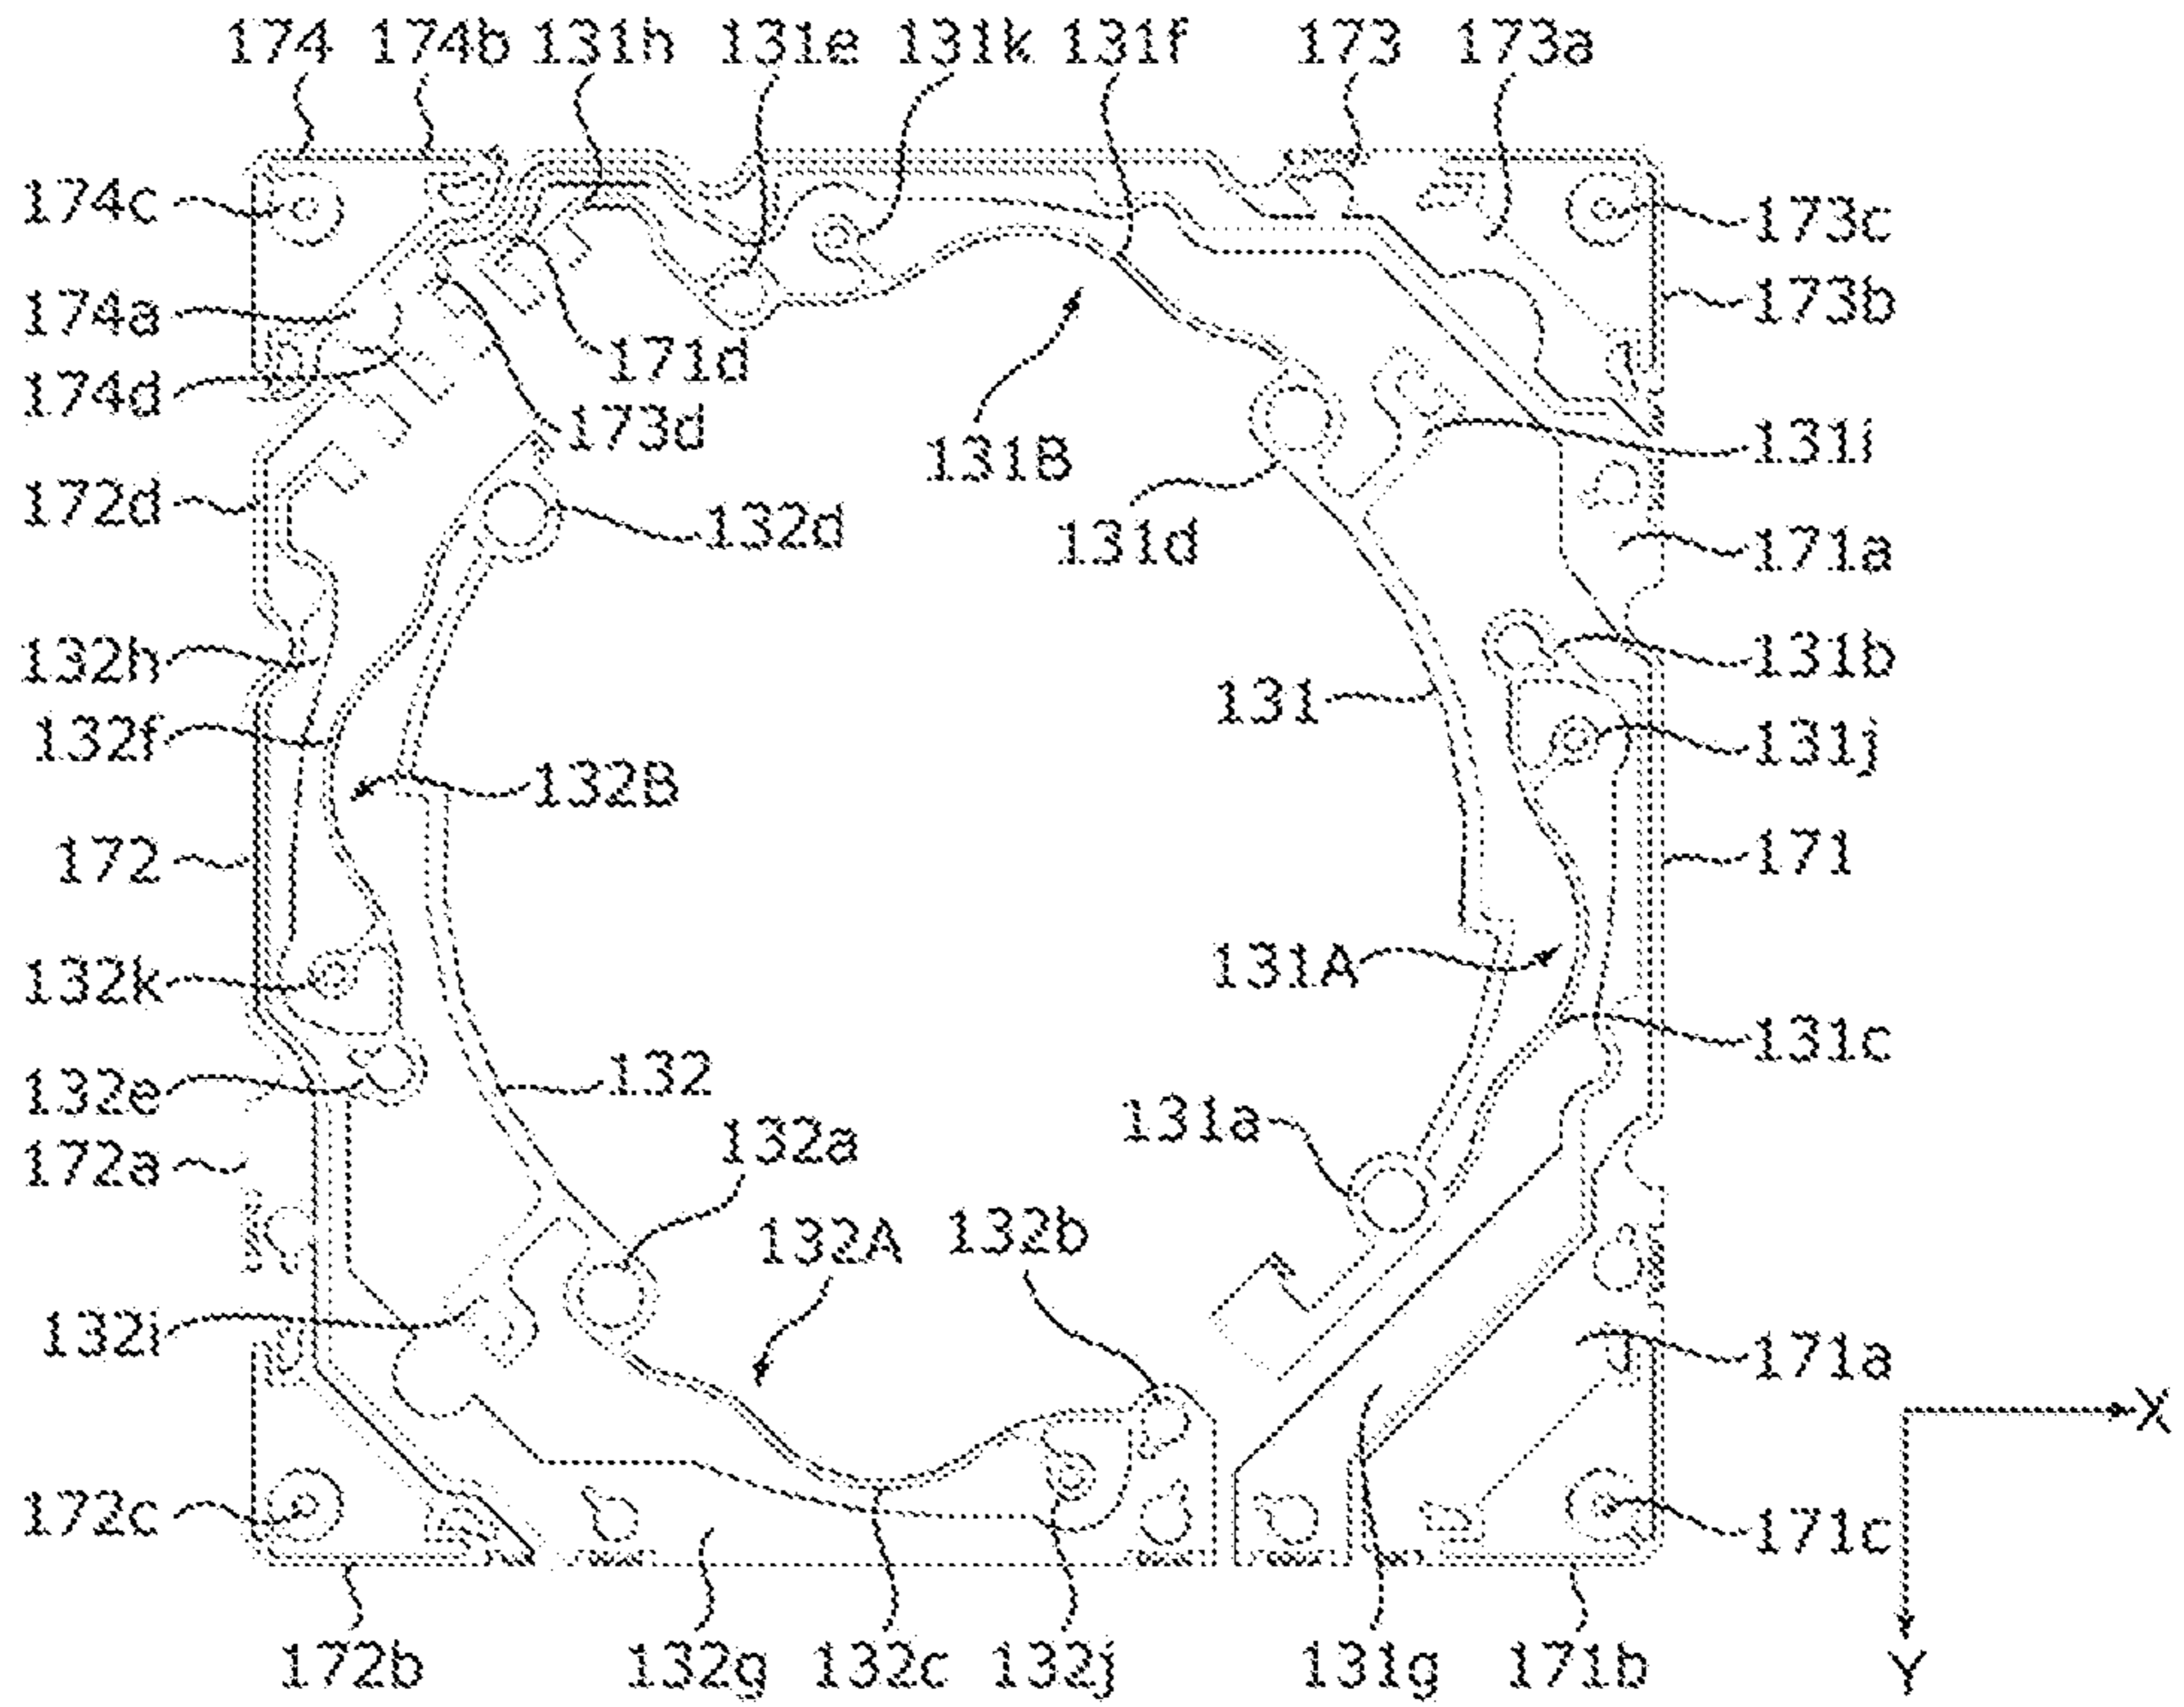 174 174b 131h 131e 131k 131f 173 173a
174c 173c
174a 173b
171d
174d 173d
131B 131i
172d 132d 131d 171a
132h 131b
131
132f 131j
132B
172 171
132k 131A
131c
132e 132 131a
172a 132a
132A 132b
132i 171a
X
172c 171c
172b 132g 132c 132j 131g 171b Y